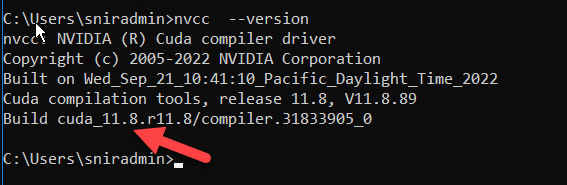 C:\Users\sniradmin>nvcc  --version
nvcc: NVIDIA (R) Cuda compiler driver
Copyright (c) 2005-2022 NVIDIA Corporation
Built on Wed_Sep_21_10:41:10_Pacific_Daylight_Time_2022
Cuda compilation tools, release 11.8, V11.8.89
Build cuda_11.8.r11.8/compiler.31833905_0
C:\Users\sniradmin>